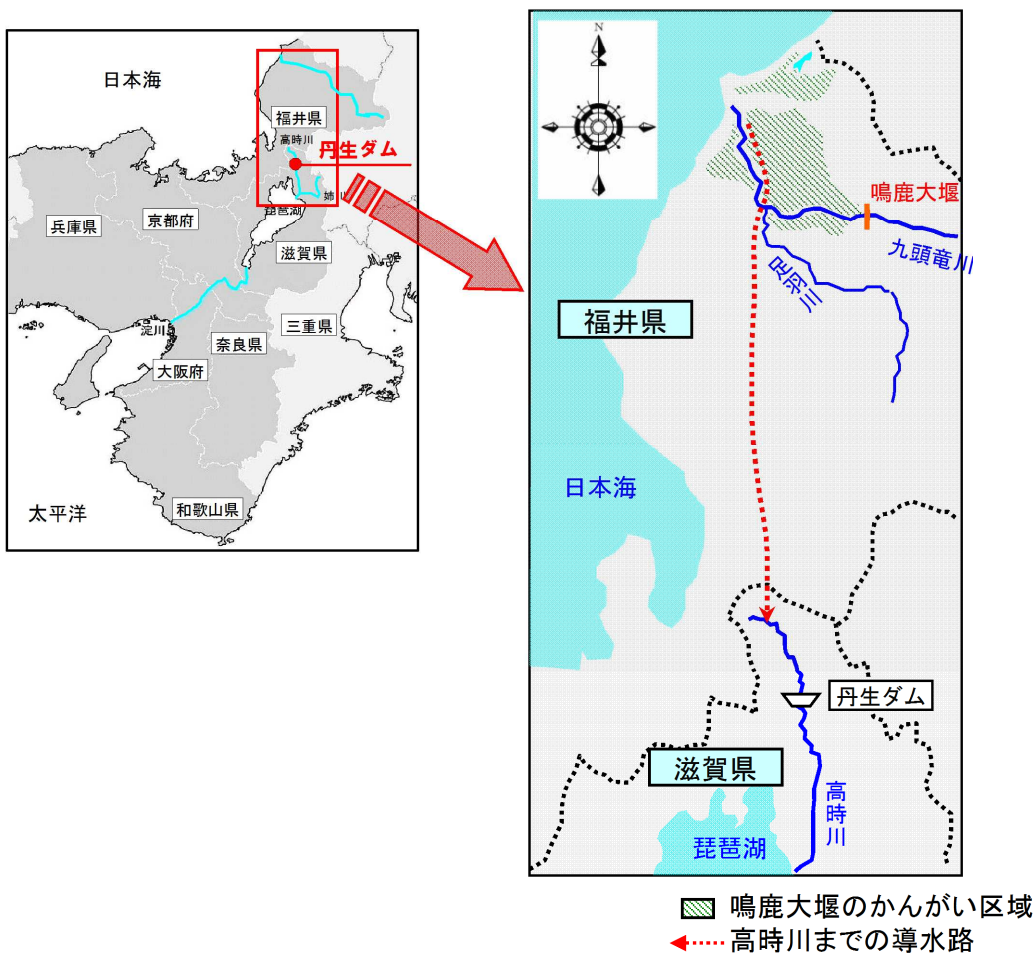 日本海
福井県
高時川
丹生ダム
姉川
琵琶湖
兵庫県
京都府
滋賀県
三重県
淀川
奈良県
大阪府
和歌山県
太平洋
N
鳴鹿大堰
九頭竜川
足羽川
福井県
日本海
丹生ダム
滋賀県
高時川
琵琶湖
鳴鹿大堰のかんがい区域
高時川までの導水路